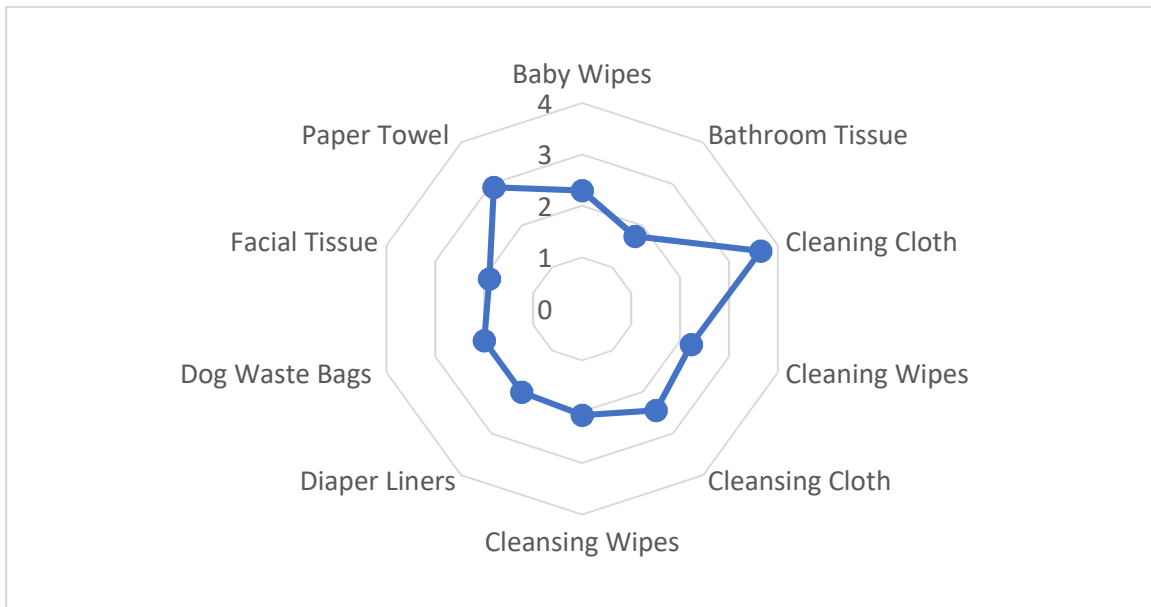 Baby Wipes
4
Paper Towel
Bathroom Tissue
3
2
Facial Tissue
Cleaning Cloth
1
0
Dog Waste Bags
Cleaning Wipes
Diaper Liners
Cleansing Cloth
Cleansing Wipes